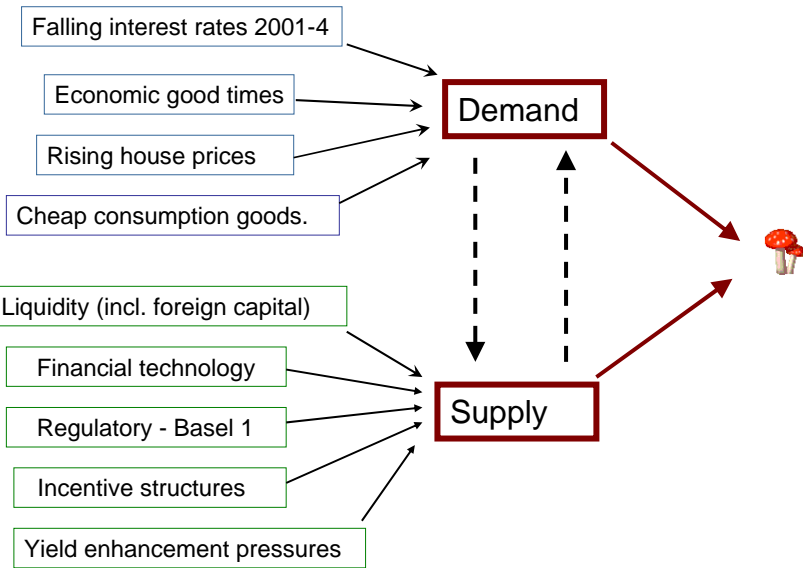 Falling interest rates 2001-4
Economic good times
Rising house prices
Cheap consumption goods.
Demand
Liquidity (incl. foreign capital)
Financial technology
Regulatory - Basel 1
Incentive structures
Yield enhancement pressures
Supply